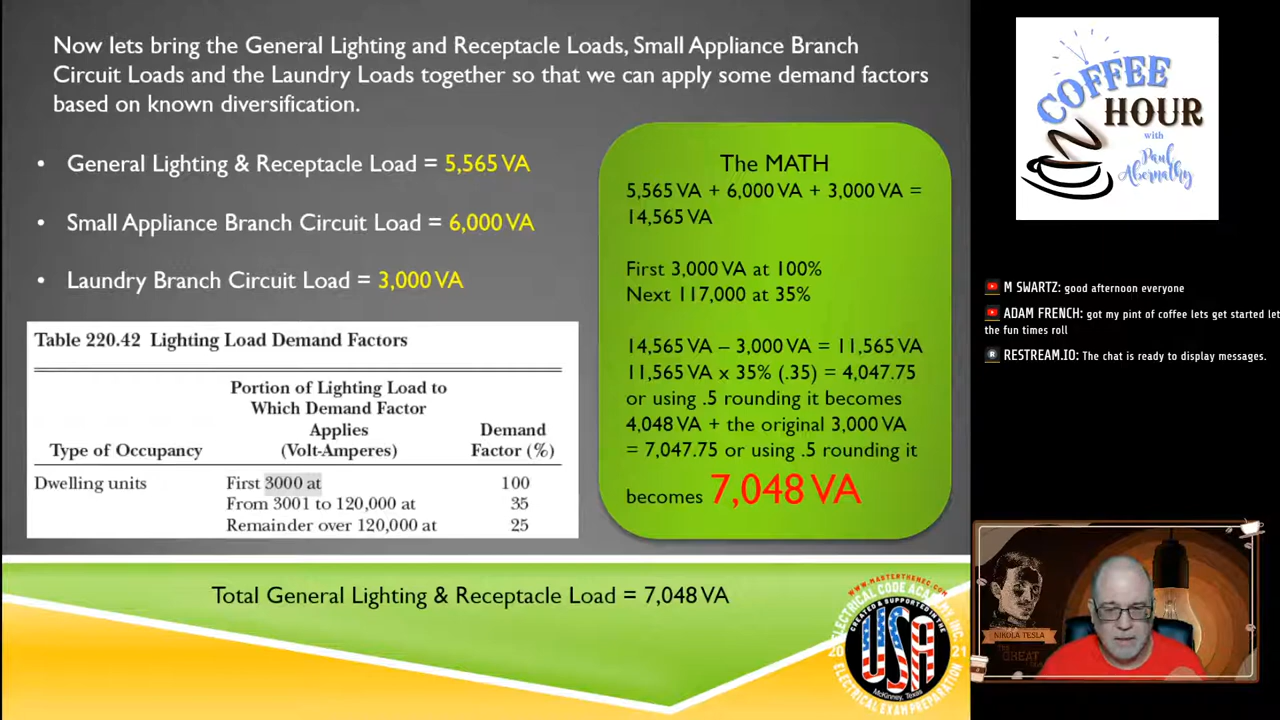 Now lets bring the General Lighting and Receptacle Loads, Small Appliance Branch
Circuit Loads and the Laundry Loads together so that we can apply some demand factors
based on known diversification.
• General Lighting & Receptacle Load = 5,565 VA
• Small Appliance Branch Circuit Load = 6,000 VA
• Laundry Branch Circuit Load = 3,000 VA
Table 220.42 Lighting Load Demand Factors
Portion of Lighting Load to
Which Demand Factor
Applies
Demand
Type of Occupancy
(Volt-Amperes)
Factor (%)
Dwelling units
First 3000 at
100
From 3001 to 120,000 at
35
Remainder over 120,000 at
25
The MATH
5,565 VA + 6,000 VA + 3,000 VA =
14,565 VA
First 3,000 VA at 100%
Next 117,000 at 35%
14,565 VA – 3,000 VA = 11,565 VA
11,565 VA x 35% (.35) = 4,047.75
or using .5 rounding it becomes
4,048 VA + the original 3,000 VA
= 7,047.75 or using .5 rounding it
becomes 7,048 VA
Total General Lighting & Receptacle Load = 7,048 VA
WWW.MASTERTHENEC.COM
ELECTRICAL CODE ACADEMY INC.
CREATED & SUPPORTED IN THE
USA
McKinney, Texas
2021
ELECTRICAL EXAM PREPARATION
COFFEE
HOUR
with
Paul
Abernathy
M SWARTZ: good afternoon everyone
ADAM FRENCH: got my pint of coffee lets get started let
the fun times roll
RESTREAM.IO: The chat is ready to display messages.
NIKOLA TESLA
THE
GREAT